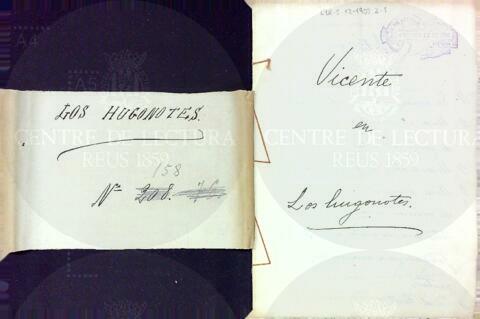 LOS HUGONOTES.
158
Nº 208.
Vicente
en
Los hugonotes.
CENTRE DE LECTURA
REUS 1859
CENTRE DE LECTURA
REUS 1859